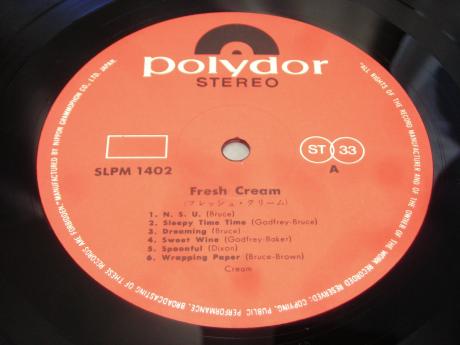 polydor
STEREO
SLPM 1402
ST 33
A
Fresh Cream
(フレッシュ・クリーム)
1. N. S. U. (Bruce)
2. Sleepy Time Time (Godfrey-Bruce)
3. Dreaming (Bruce)
4. Sweet Wine (Godfrey-Baker)
5. Spoonful (Dixon)
6. Wrapping Paper (Bruce-Brown)
Cream
"ALL RIGHTS OF THE RECORD MANUFACTURER AND OF THE OWNER OF THE WORK RECORDED RESERVED: COPYING, PUBLIC PERFORMANCE, BROADCASTING OF THESE RECORDS ARE FORBIDDEN" MANUFACTURED BY NIPPON GRAMMOPHON CO., LTD. JAPAN.